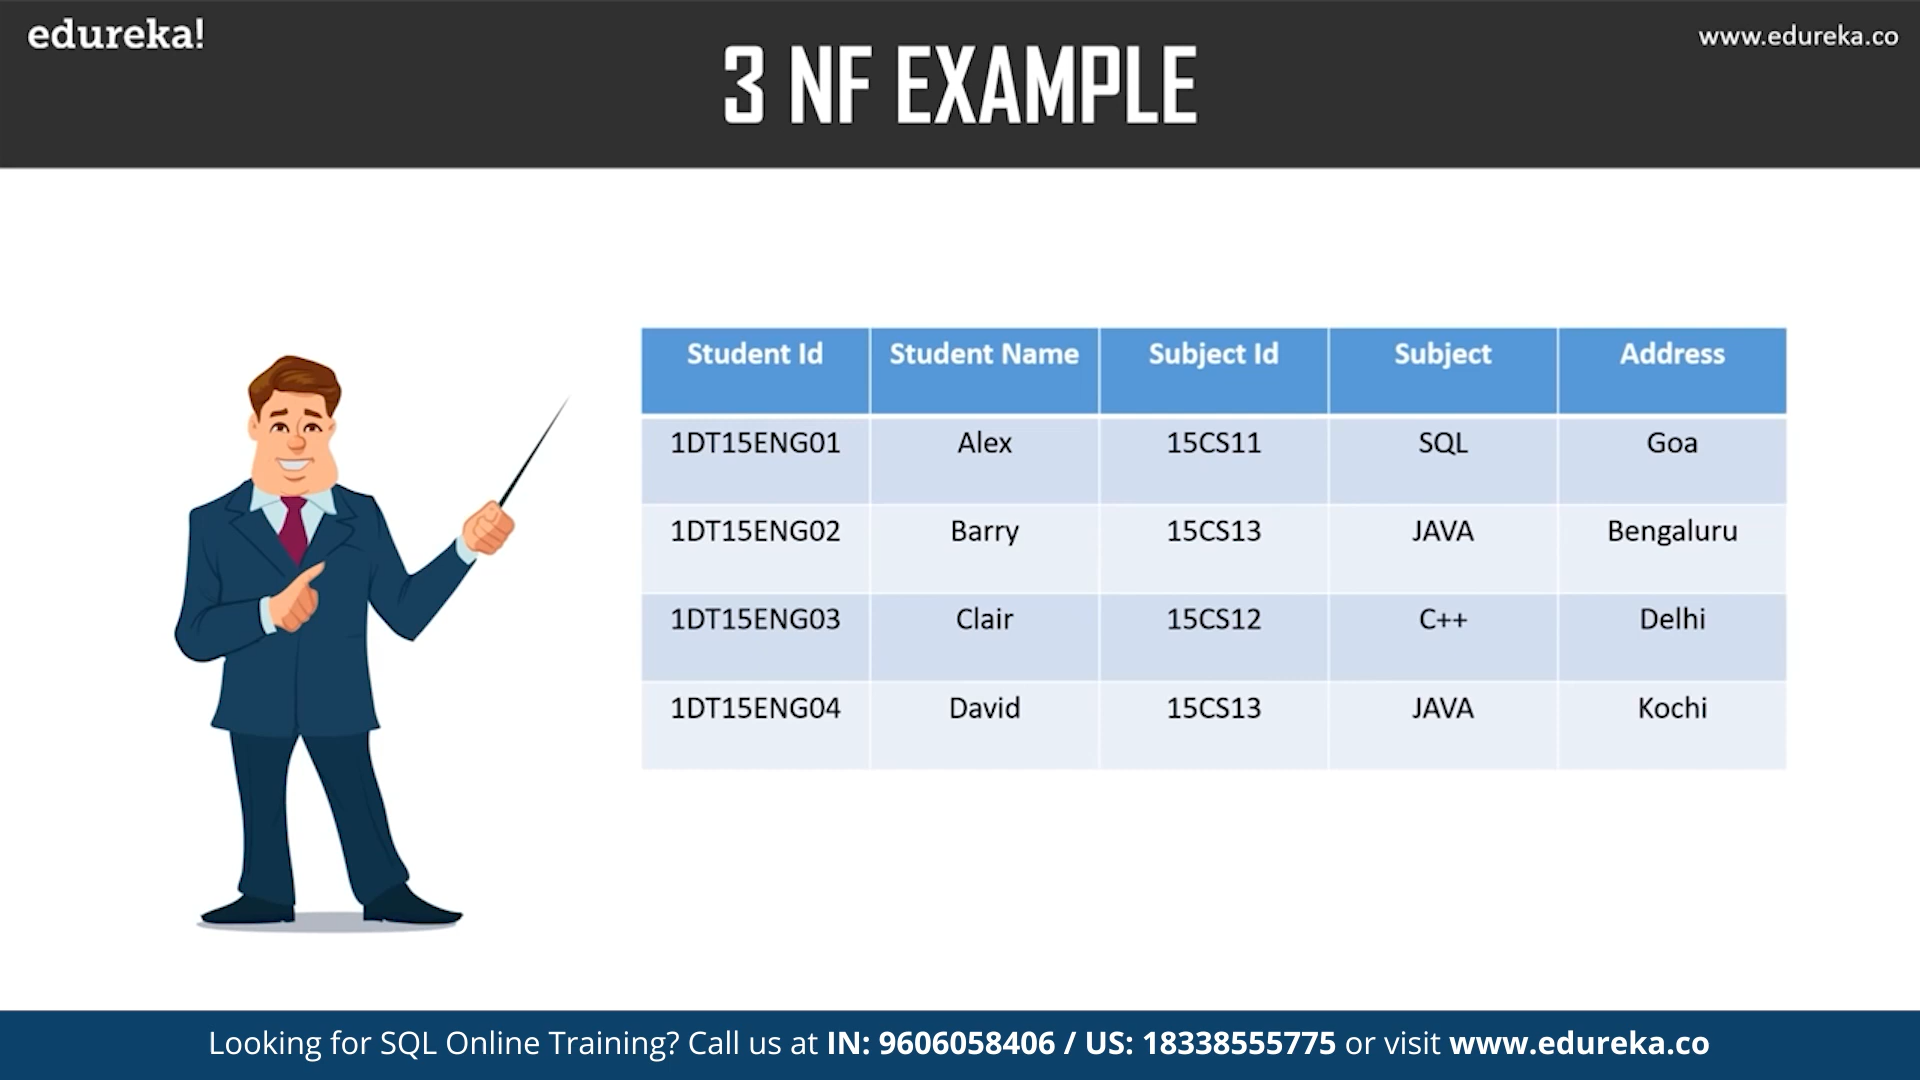 edureka!
www.edureka.co
3 NF EXAMPLE
Student Id Student Name Subject Id Subject Address
1DT15ENG01 Alex 15CS11 SQL Goa
1DT15ENG02 Barry 15CS13 JAVA Bengaluru
1DT15ENG03 Clair 15CS12 C++ Delhi
1DT15ENG04 David 15CS13 JAVA Kochi
Looking for SQL Online Training? Call us at IN: 9606058406 / US: 18338555775 or visit www.edureka.co